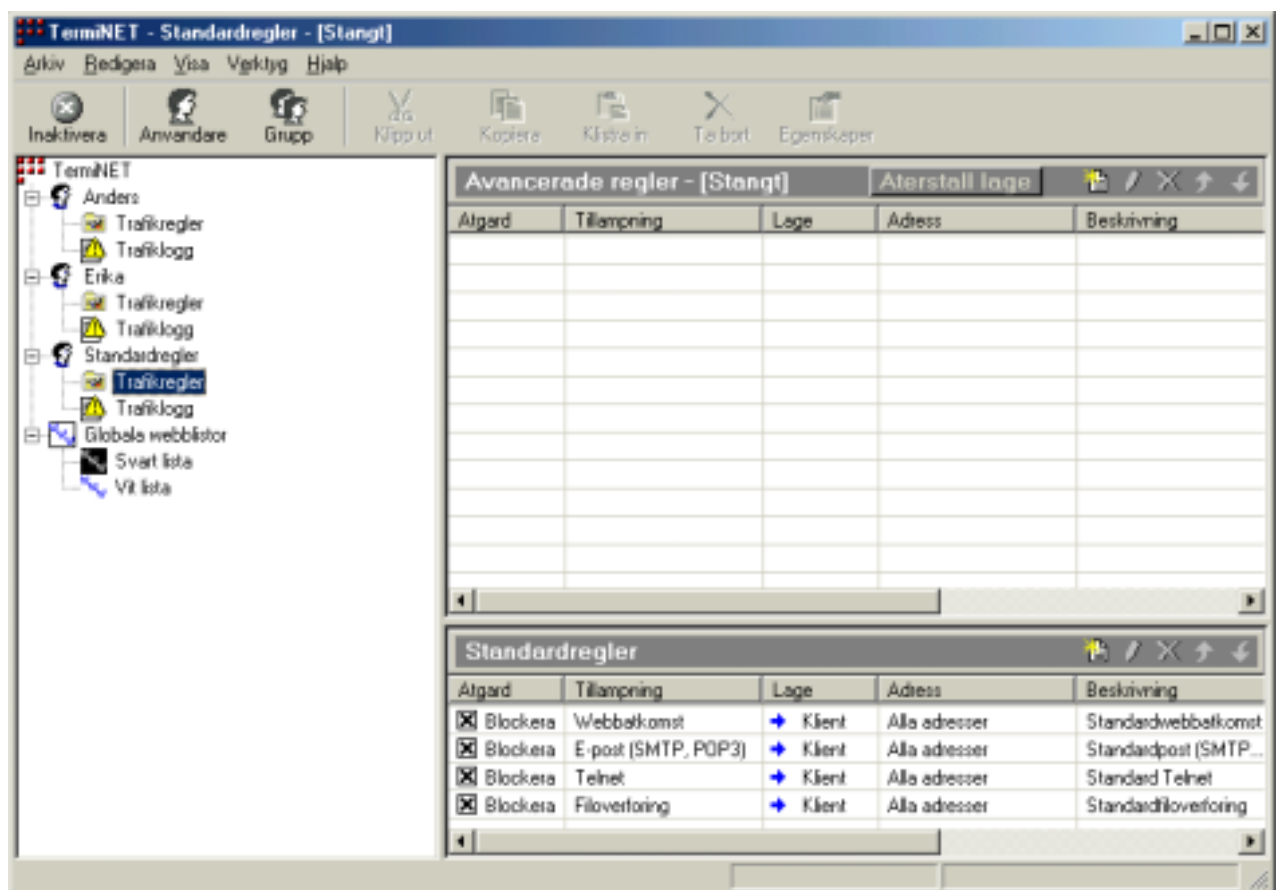 TermiNET - Standardregler - [Stangt]
Arkiv Redigera Visa Verktyg Hjalp
Inaktivera Anvandare Grupp Klipp ut Kopiera Klistra in Ta bort Egenskaper
TermiNET
Anders
Trafikregler
Trafiklogg
Erika
Trafikregler
Trafiklogg
Standardregler
Trafikregler
Trafiklogg
Globala webblistor
Svart lista
Vit lista
Avancerade regler - [Stangt] Aterstall lage
Atgard Tillampning Lage Adress Beskrivning
Standardregler
Atgard Tillampning Lage Adress Beskrivning
Blockera Webbatkomst Klient Alla adresser Standardwebbatkomst
Blockera E-post (SMTP, POP3) Klient Alla adresser Standardpost (SMTP...
Blockera Telnet Klient Alla adresser Standard Telnet
Blockera Filoverforing Klient Alla adresser Standardfiloverforing